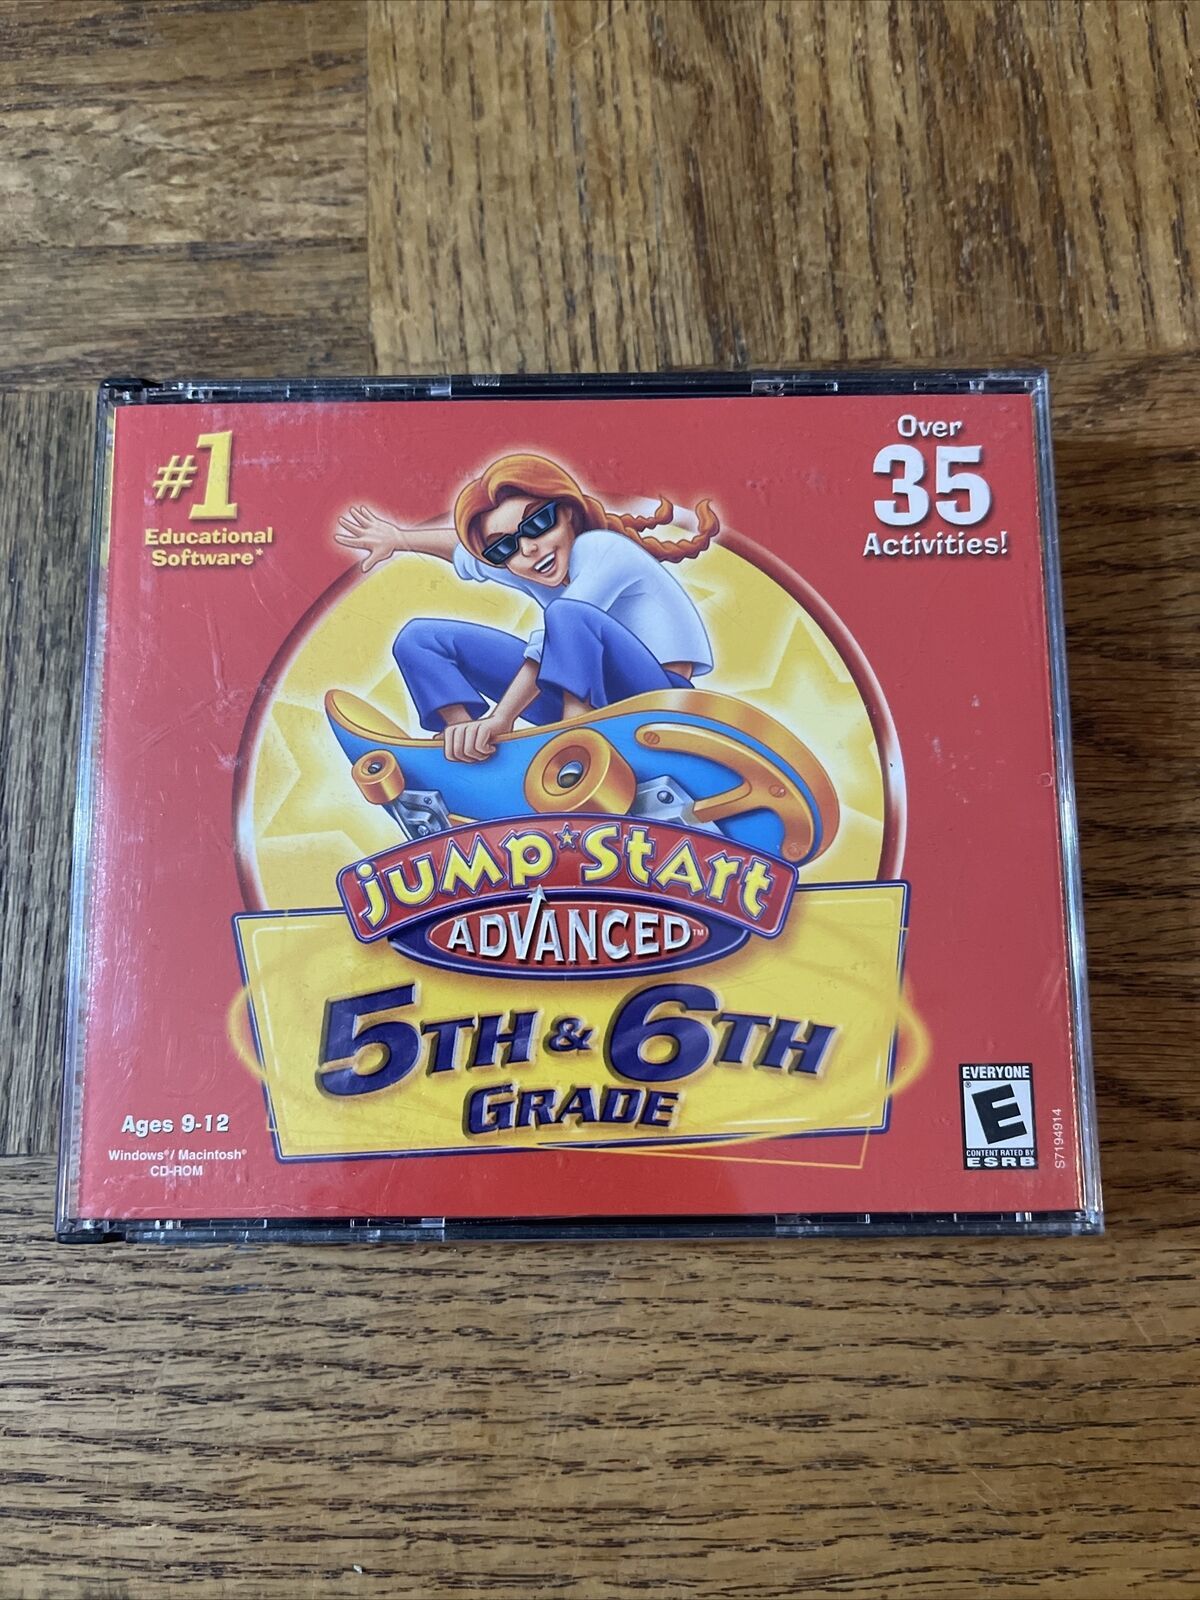 #1
Educational
Software*
Over
35
Activities!
Jump★Start
ADVANCED™
5TH & 6TH
GRADE
Ages 9-12
Windows®/ Macintosh®
CD-ROM
EVERYONE
E
®
CONTENT RATED BY
ESRB
S7194914